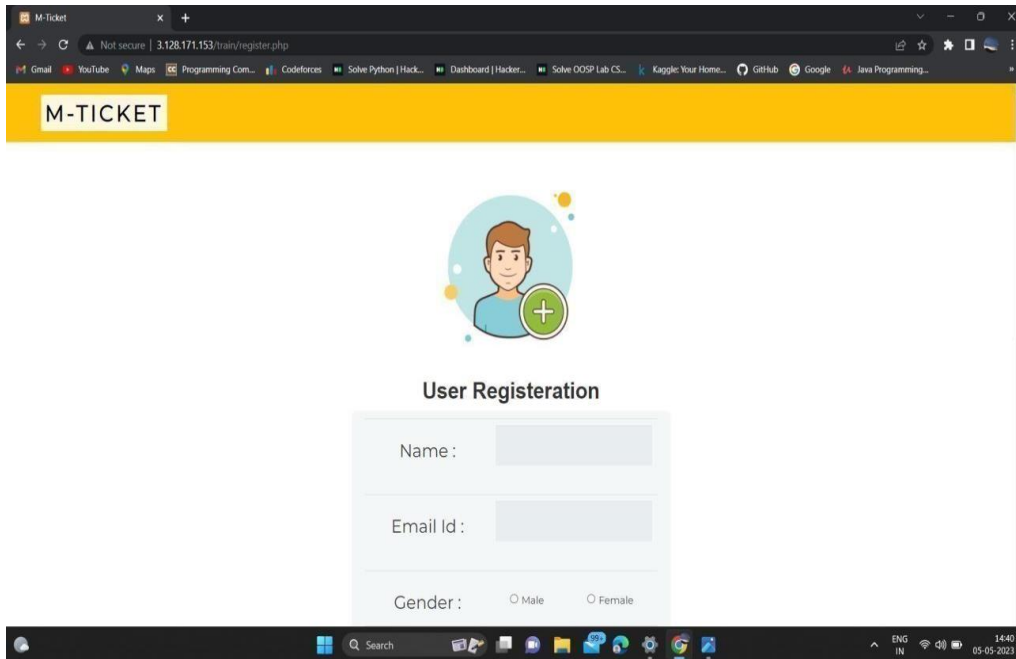 M-Ticket
Not secure | 3.128.171.153/train/register.php
Gmail YouTube Maps Programming Com... Codeforces Solve Python | Hack... Dashboard | Hacker... Solve OOSP Lab CS... Kaggle: Your Home... GitHub Google Java Programming... »
M-TICKET
User Registeration
Name :
Email Id :
Gender : Male Female
Search 99+ ENG IN 14:40 05-05-2023